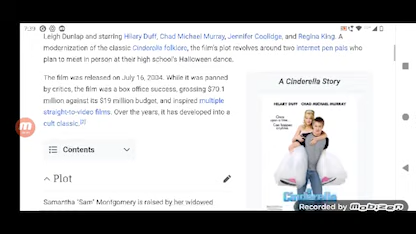 7:29
Leigh Dunlap and starring Hilary Duff, Chad Michael Murray, Jennifer Coolidge, and Regina King. A
modernization of the classic Cinderella folklore, the film's plot revolves around two internet pen pals who
plan to meet in person at their high school's Halloween dance.
The film was released on July 16, 2004. While it was panned
by critics, the film was a box office success, grossing $70.1
million against its $19 million budget, and inspired multiple
straight-to-video films. Over the years, it has developed into a
cult classic.[2]
Contents
Plot
Samantha "Sam" Montgomery is raised by her widowed
A Cinderella Story
HILARY DUFF CHAD MICHAEL MURRAY
Cinderella
Recorded by Mobizen